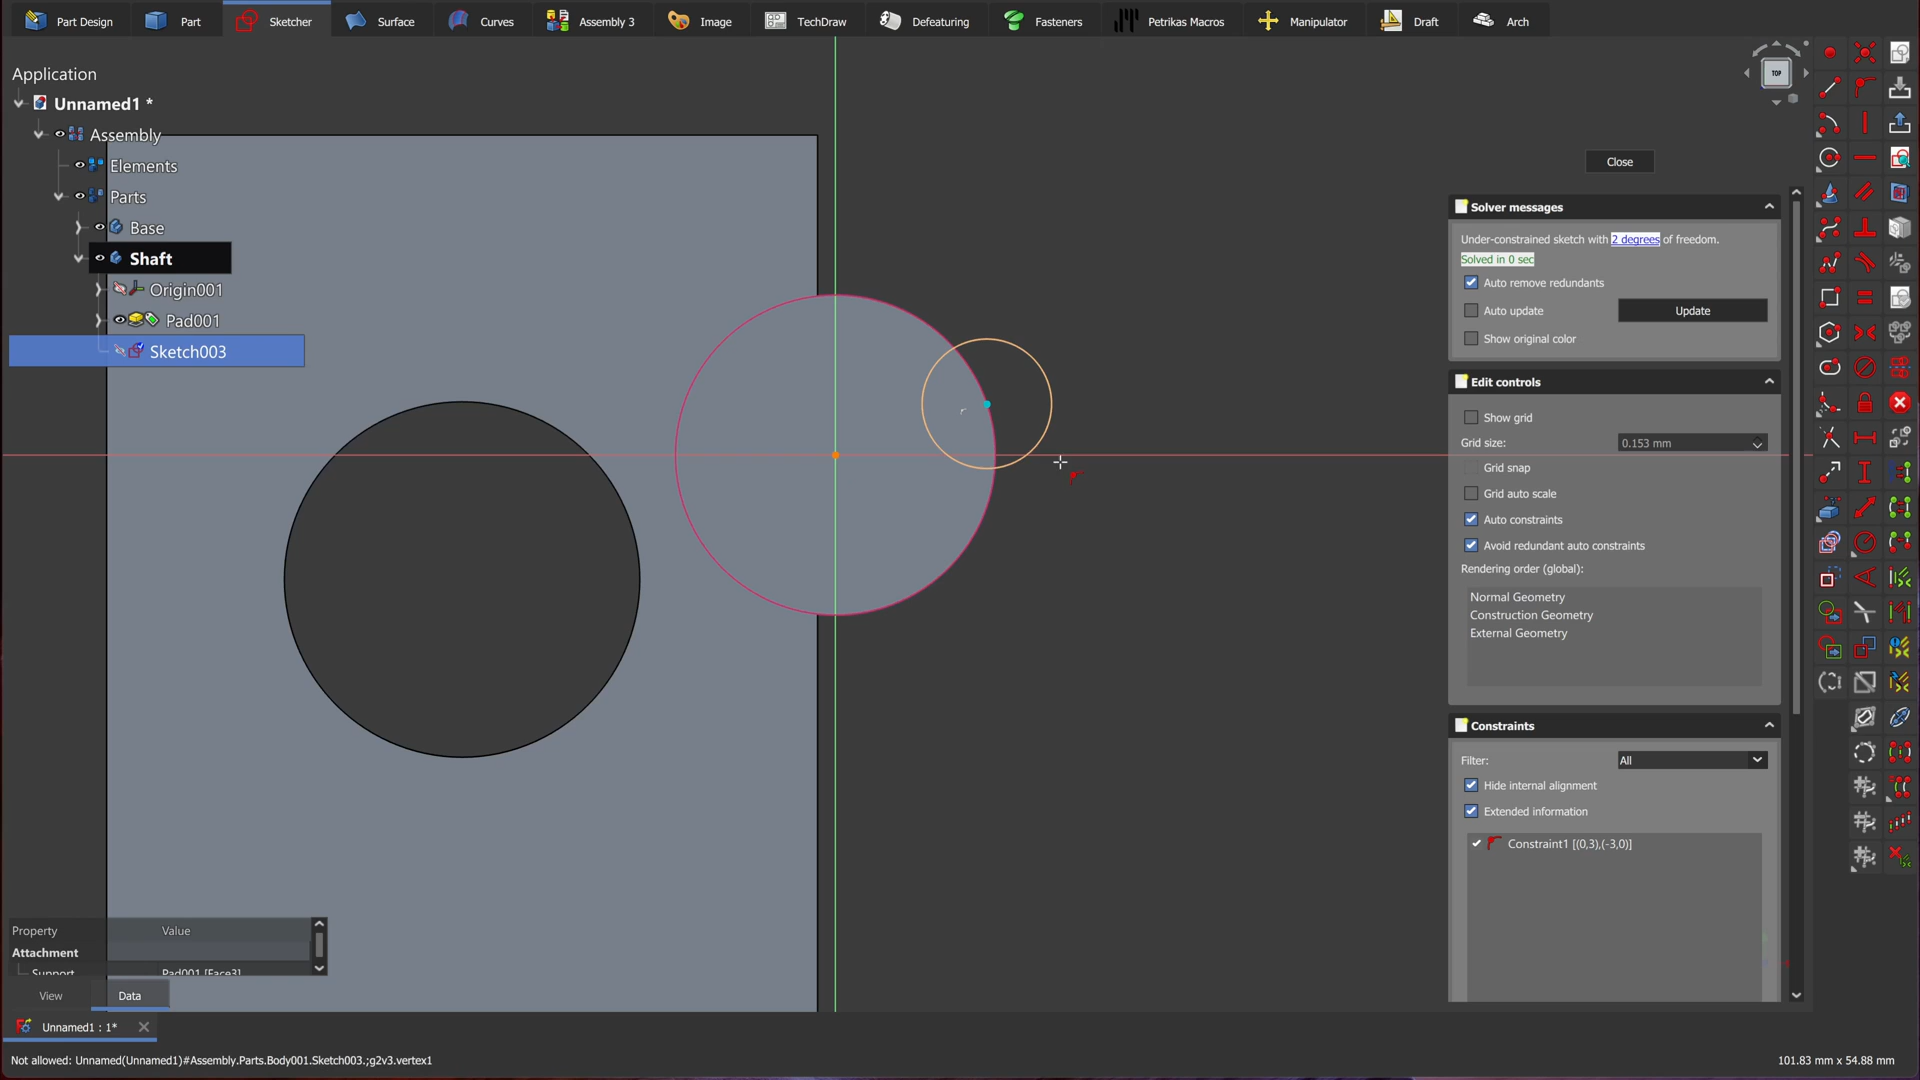 Part Design
Part
Sketcher
Surface
Curves
Assembly 3
Image
TechDraw
Defeaturing
Fasteners
Petrikas Macros
Manipulator
Draft
Arch
Application
Unnamed1 *
Assembly
Elements
Parts
Base
Shaft
Origin001
Pad001
Sketch003
TOP
Close
Solver messages
Under-constrained sketch with 2 degrees of freedom.
Solved in 0 sec
Auto remove redundants
Auto update
Update
Show original color
Edit controls
Show grid
Grid size:
0.153 mm
Grid snap
Grid auto scale
Auto constraints
Avoid redundant auto constraints
Rendering order (global):
Normal Geometry
Construction Geometry
External Geometry
Constraints
Filter:
All
Hide internal alignment
Extended information
Constraint1 [(0,3),(-3,0)]
Property
Value
Attachment
Support
Pad001 [Face3]
View
Data
Unnamed1 : 1*
Not allowed: Unnamed(Unnamed1)#Assembly.Parts.Body001.Sketch003.;g2v3.vertex1
101.83 mm x 54.88 mm